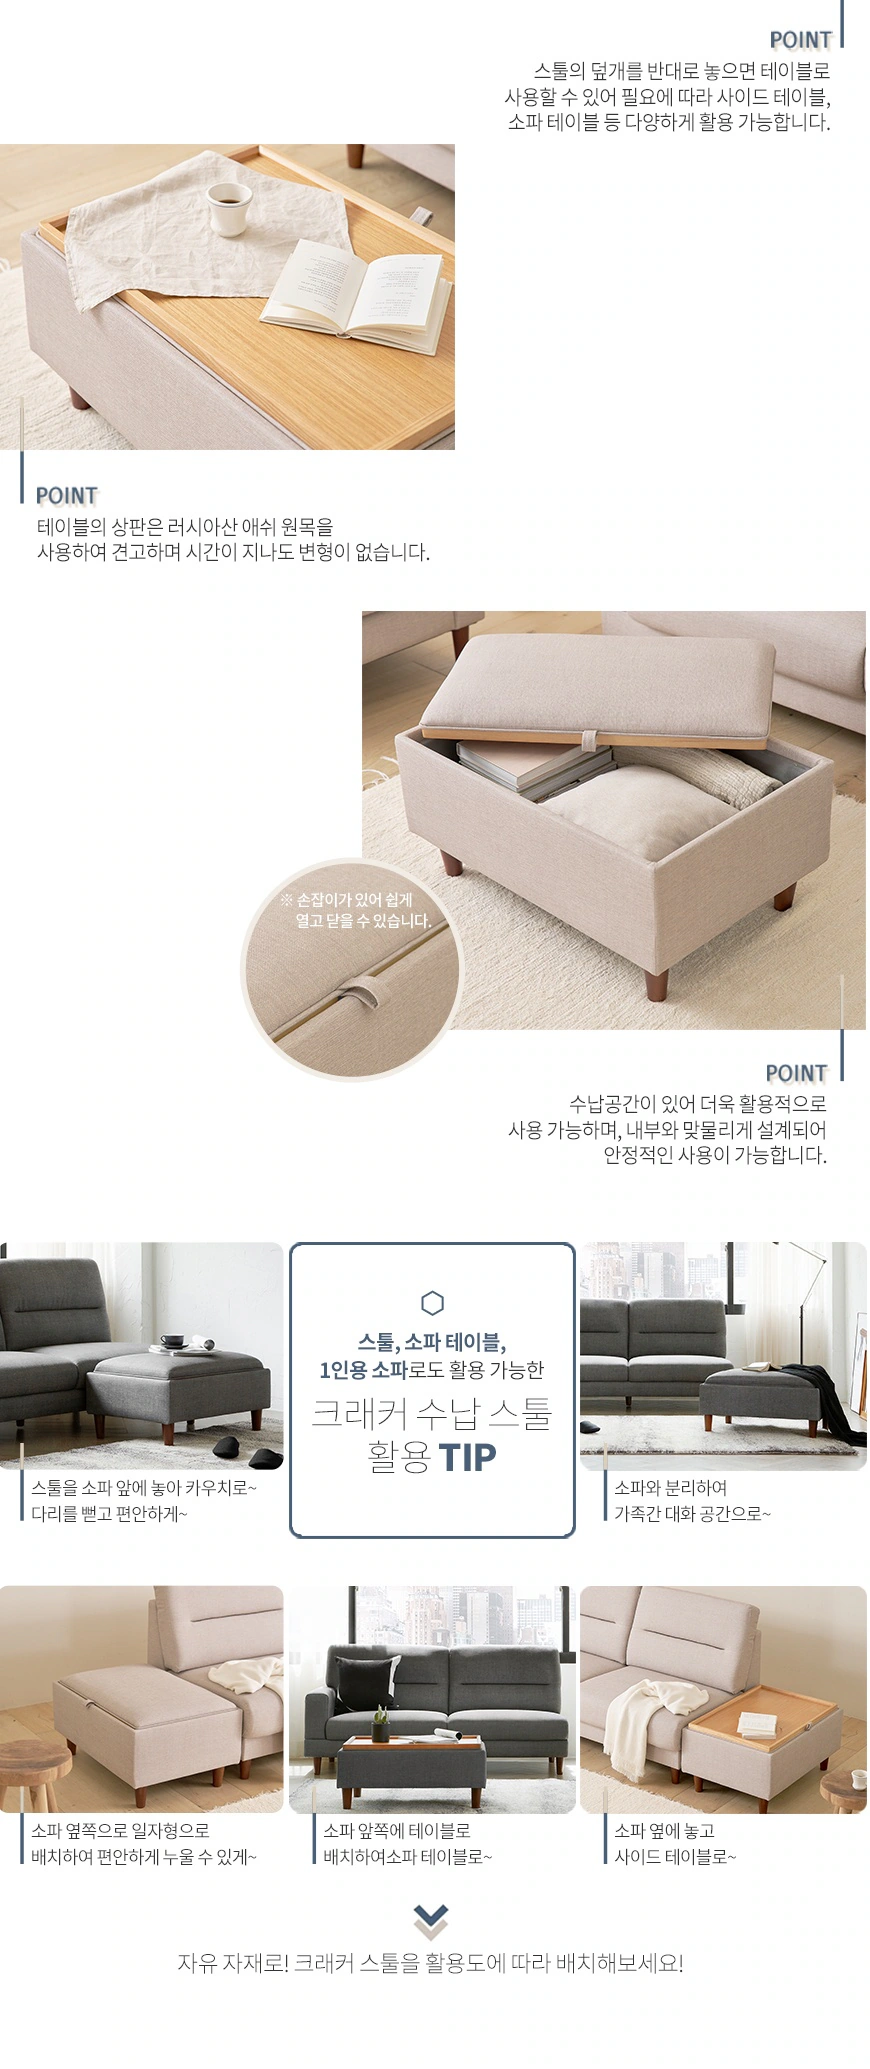 POINT
스툴의 덮개를 반대로 놓으면 테이블로
사용할 수 있어 필요에 따라 사이드 테이블,
소파 테이블 등 다양하게 활용 가능합니다.
POINT
테이블의 상판은 러시아산 애쉬 원목을
사용하여 견고하며 시간이 지나도 변형이 없습니다.
※ 손잡이가 있어 쉽게
열고 닫을 수 있습니다.
POINT
수납공간이 있어 더욱 활용적으로
사용 가능하며, 내부와 맞물리게 설계되어
안정적인 사용이 가능합니다.
스툴, 소파 테이블,
1인용 소파로도 활용 가능한
크래커 수납 스툴
활용 TIP
스툴을 소파 앞에 놓아 카우치로~
다리를 뻗고 편안하게~
소파와 분리하여
가족간 대화 공간으로~
소파 옆쪽으로 일자형으로
배치하여 편안하게 누울 수 있게~
소파 앞쪽에 테이블로
배치하여소파 테이블로~
소파 옆에 놓고
사이드 테이블로~
자유 자재로! 크래커 스툴을 활용도에 따라 배치해보세요!